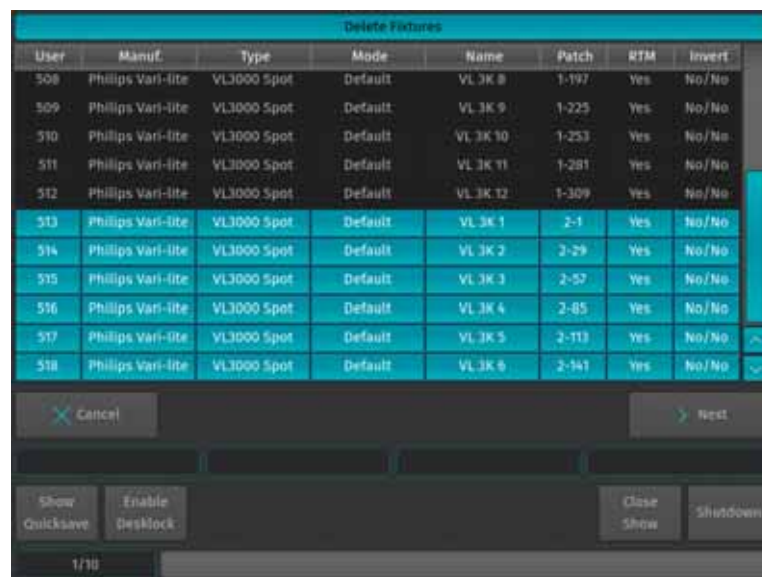 Delete Fixtures
User Manuf. Type Mode Name Patch RTM Invert
508 Philips Vari-lite VL3000 Spot Default VL 3K 8 1-197 Yes No/No
509 Philips Vari-lite VL3000 Spot Default VL 3K 9 1-225 Yes No/No
510 Philips Vari-lite VL3000 Spot Default VL 3K 10 1-253 Yes No/No
511 Philips Vari-lite VL3000 Spot Default VL 3K 11 1-281 Yes No/No
512 Philips Vari-lite VL3000 Spot Default VL 3K 12 1-309 Yes No/No
513 Philips Vari-lite VL3000 Spot Default VL 3K 1 2-1 Yes No/No
514 Philips Vari-lite VL3000 Spot Default VL 3K 2 2-29 Yes No/No
515 Philips Vari-lite VL3000 Spot Default VL 3K 3 2-57 Yes No/No
516 Philips Vari-lite VL3000 Spot Default VL 3K 4 2-85 Yes No/No
517 Philips Vari-lite VL3000 Spot Default VL 3K 5 2-113 Yes No/No
518 Philips Vari-lite VL3000 Spot Default VL 3K 6 2-141 Yes No/No
Cancel Next
Show Quicksave Enable Desklock Close Show Shutdown
1/10